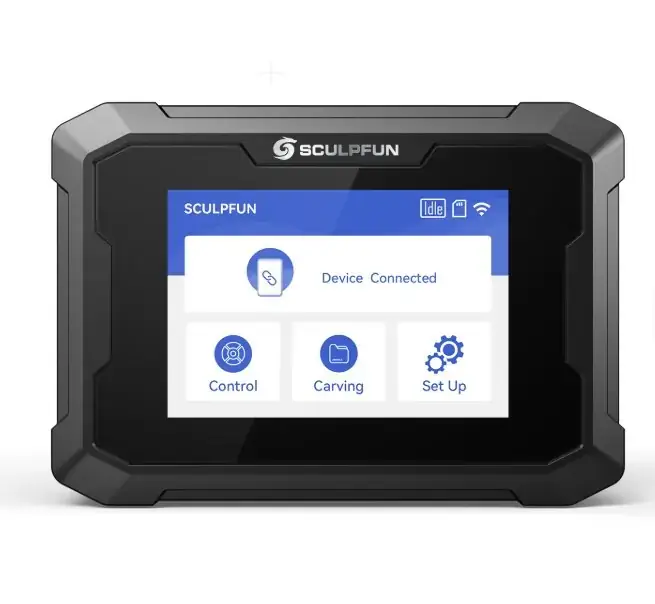 SCULPFUN
SCULPFUN Idle
Device Connected
Control Carving Set Up